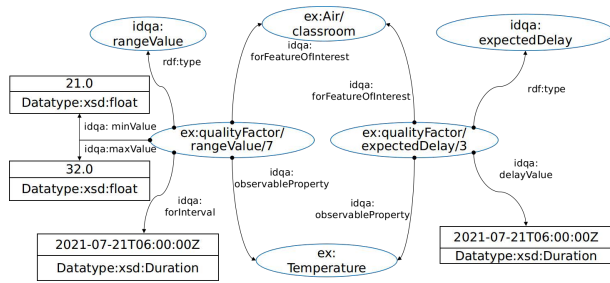 idqa:
rangeValue
ex:Air/
classroom
idqa:
expectedDelay
idqa:
forFeatureOfInterest
rdf:type
idqa:
forFeatureOfInterest
rdf:type
21.0
Datatype:xsd:float
idqa: minValue
idqa:maxValue
32.0
Datatype:xsd:float
ex:qualityFactor/
rangeValue/7
ex:qualityFactor/
expectedDelay/3
idqa:
forInterval
idqa:
observableProperty
idqa:
observableProperty
idqa:
delayValue
2021-07-21T06:00:00Z
Datatype:xsd:Duration
ex:
Temperature
2021-07-21T06:00:00Z
Datatype:xsd:Duration